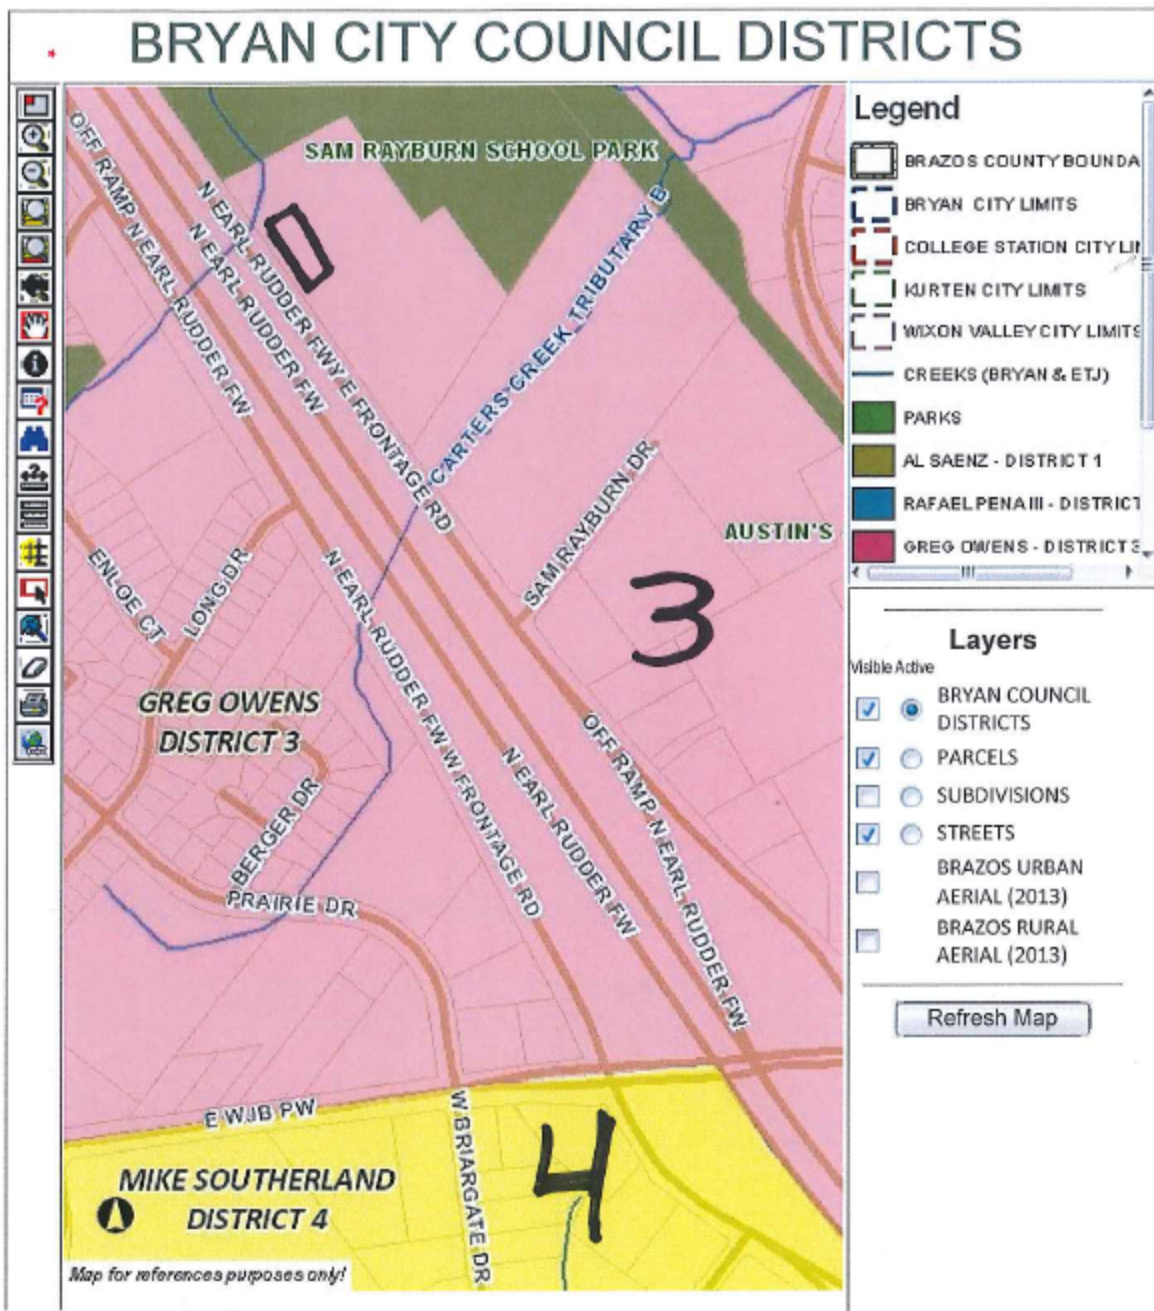 BRYAN CITY COUNCIL DISTRICTS
OFF RAMP N EARL RUDDER FW
N EARL RUDDER FWY E FRONTAGE RD
N EARL RUDDER FW
SAM RAYBURN SCHOOL PARK
CARTERS CREEK TRIBUTARY B
SAM RAYBURN DR
AUSTIN'S
3
ENLOE CT
LONG DR
N EARL RUDDER FW W FRONTAGE RD
GREG OWENS
DISTRICT 3
OFF RAMP N EARL RUDDER FW
N EARL RUDDER FW
BERGER DR
PRAIRIE DR
E WJB PW
W BRIARGATE DR
4
MIKE SOUTHERLAND
DISTRICT 4
Map for references purposes only!
Legend
BRAZOS COUNTY BOUNDA
BRYAN CITY LIMITS
COLLEGE STATION CITY LIM
KURTEN CITY LIMITS
WIXON VALLEY CITY LIMITS
CREEKS (BRYAN & ETJ)
PARKS
AL SAENZ - DISTRICT 1
RAFAEL PENA III - DISTRICT
GREG OWENS - DISTRICT 3
Layers
Visible Active
BRYAN COUNCIL
DISTRICTS
PARCELS
SUBDIVISIONS
STREETS
BRAZOS URBAN
AERIAL (2013)
BRAZOS RURAL
AERIAL (2013)
Refresh Map